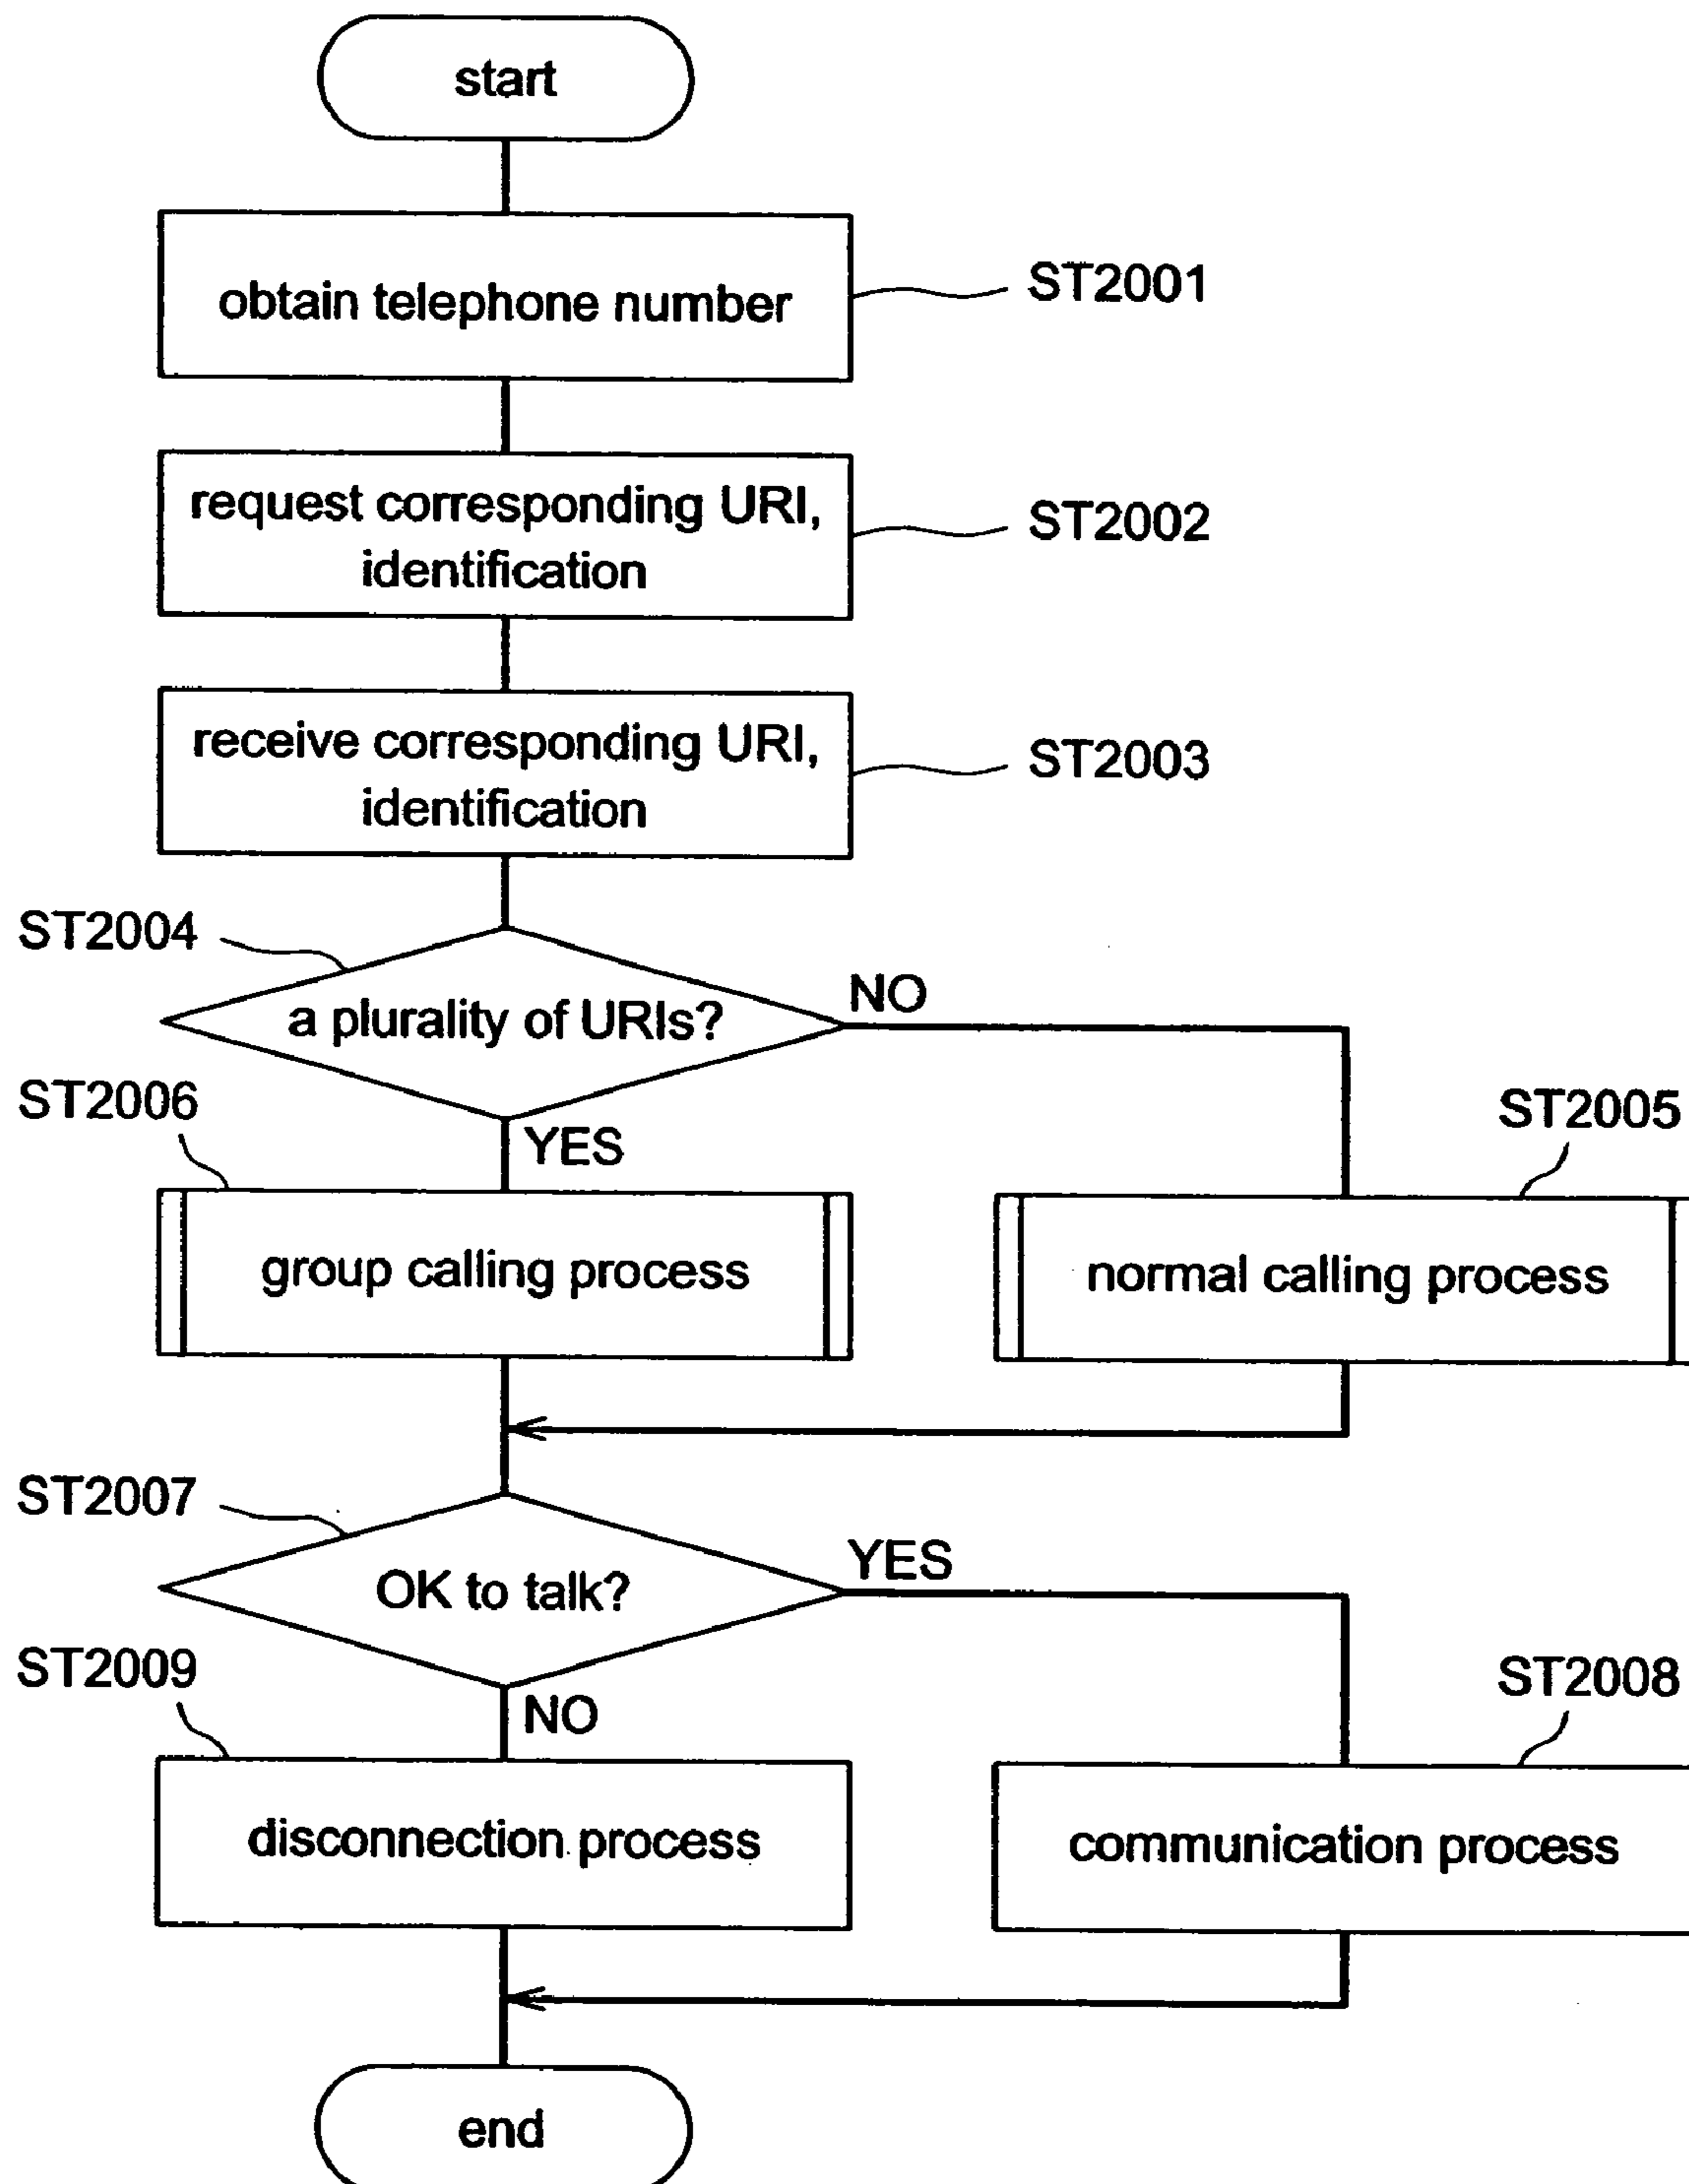 start
obtain telephone number
ST2001
request corresponding URI,
identification
ST2002
receive corresponding URI,
identification
ST2003
ST2004
a plurality of URIs?
NO
YES
ST2006
group calling process
ST2005
normal calling process
ST2007
OK to talk?
YES
NO
ST2009
disconnection process
ST2008
communication process
end